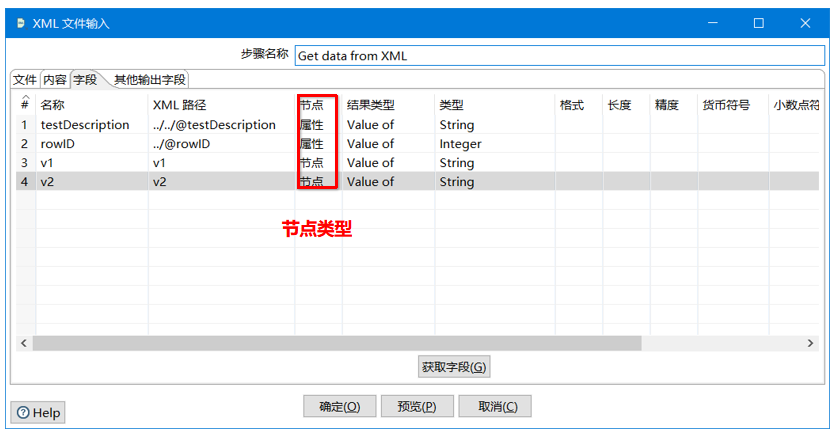 XML 文件输入
步骤名称 Get data from XML
文件 内容 字段 其他输出字段
# 名称 XML 路径 节点 结果类型 类型 格式 长度 精度 货币符号 小数点符
1 testDescription ../../@testDescription 属性 Value of String
2 rowID ../@rowID 属性 Value of Integer
3 v1 v1 节点 Value of String
4 v2 v2 节点 Value of String
节点类型
获取字段(G)
确定(O) 预览(P) 取消(C)
Help